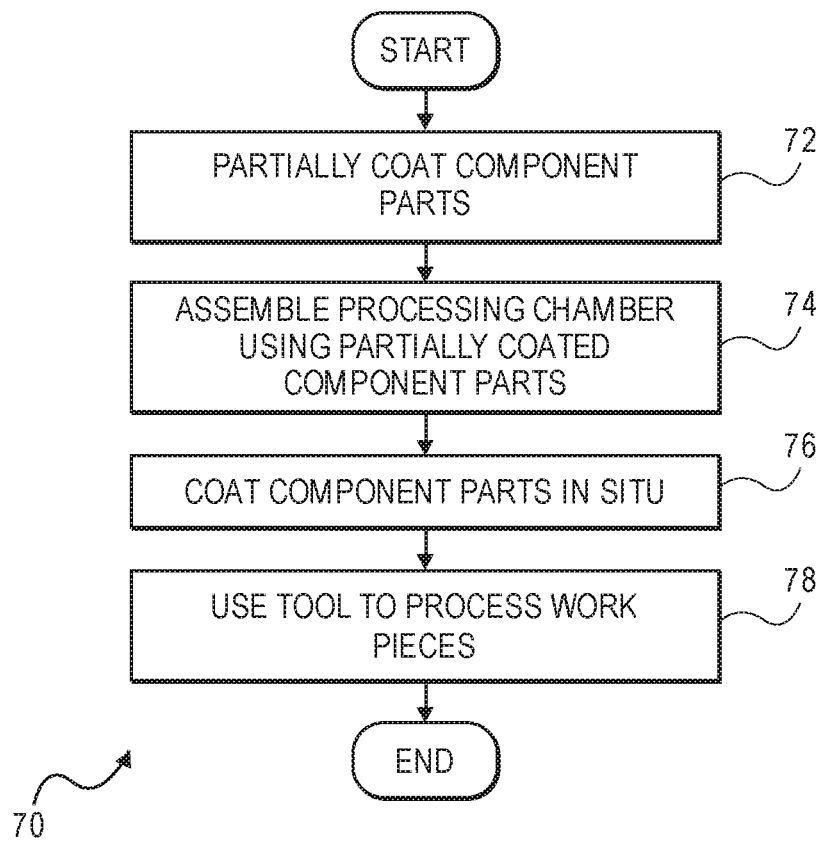 START
PARTIALLY COAT COMPONENT
PARTS
72
ASSEMBLE PROCESSING CHAMBER
USING PARTIALLY COATED
COMPONENT PARTS
74
COAT COMPONENT PARTS IN SITU
76
USE TOOL TO PROCESS WORK
PIECES
78
END
70